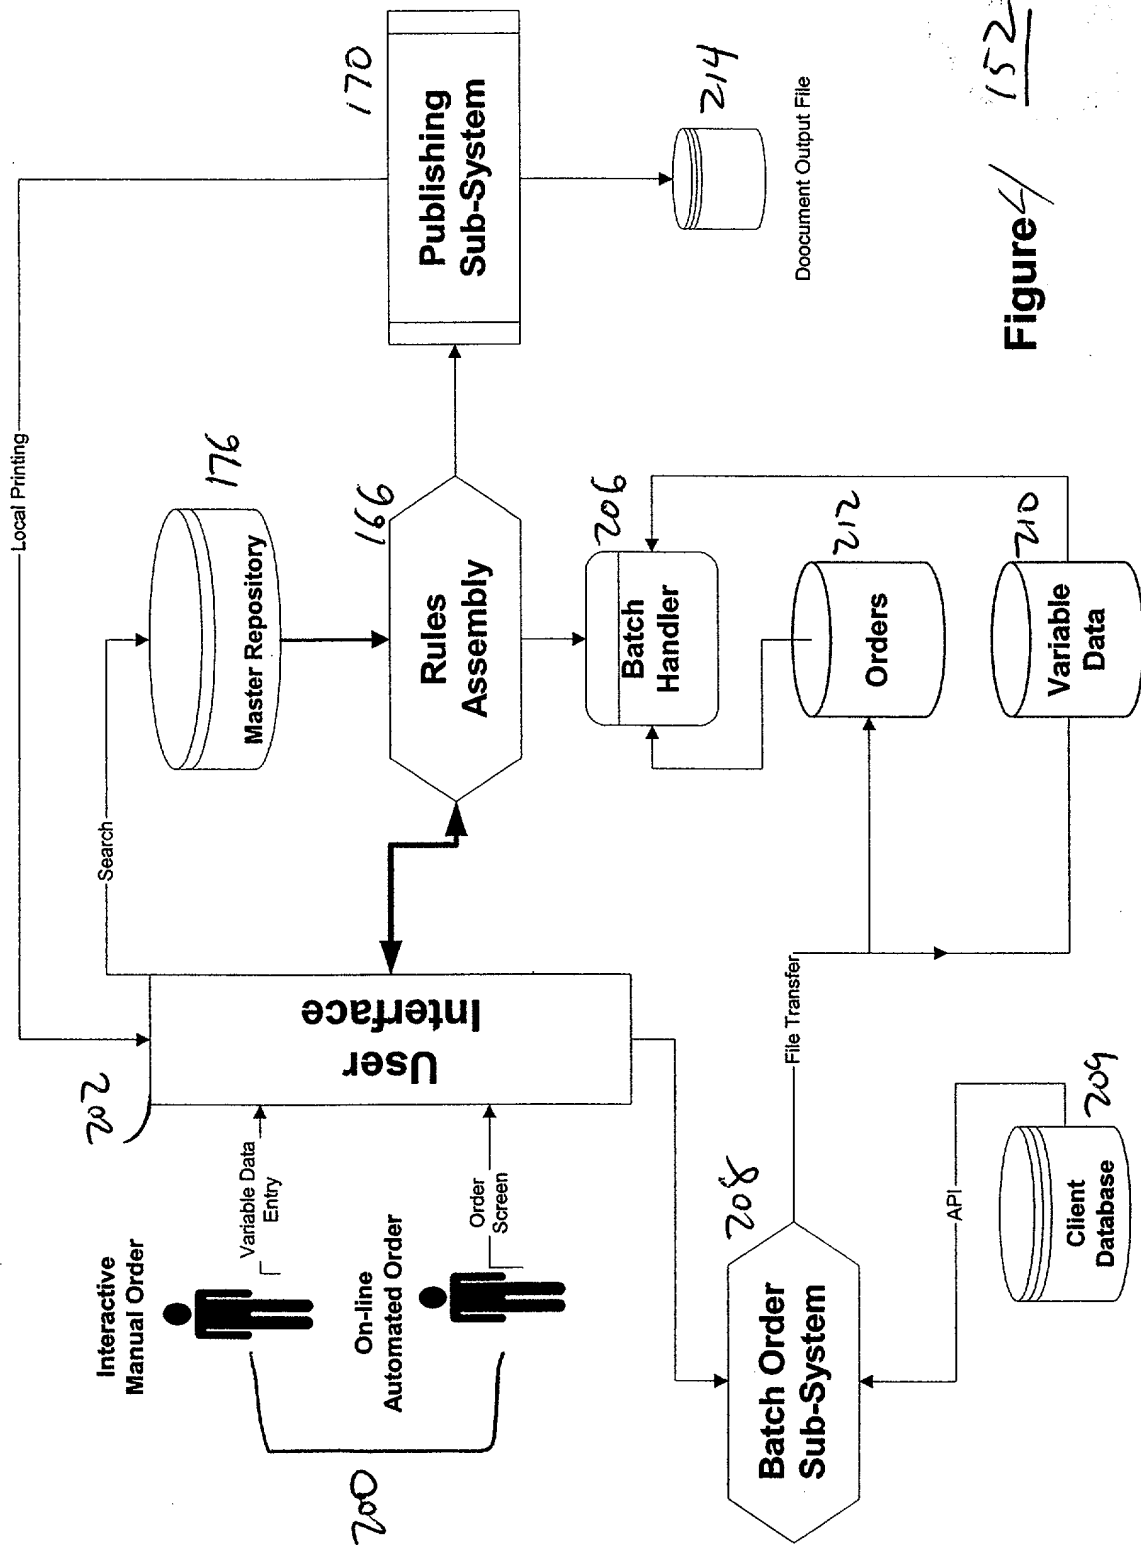 Local Printing
Search
Interactive
Manual Order
Variable Data
Entry
On-line
Automated Order
Order
Screen
200
202
User
Interface
Master Repository
176
Rules
Assembly
166
Publishing
Sub-System
170
214
Doocument Output File
Batch
Handler
206
Orders
212
Variable
Data
210
File Transfer
Batch Order
Sub-System
208
API
Client
Database
209
Figure 4
152